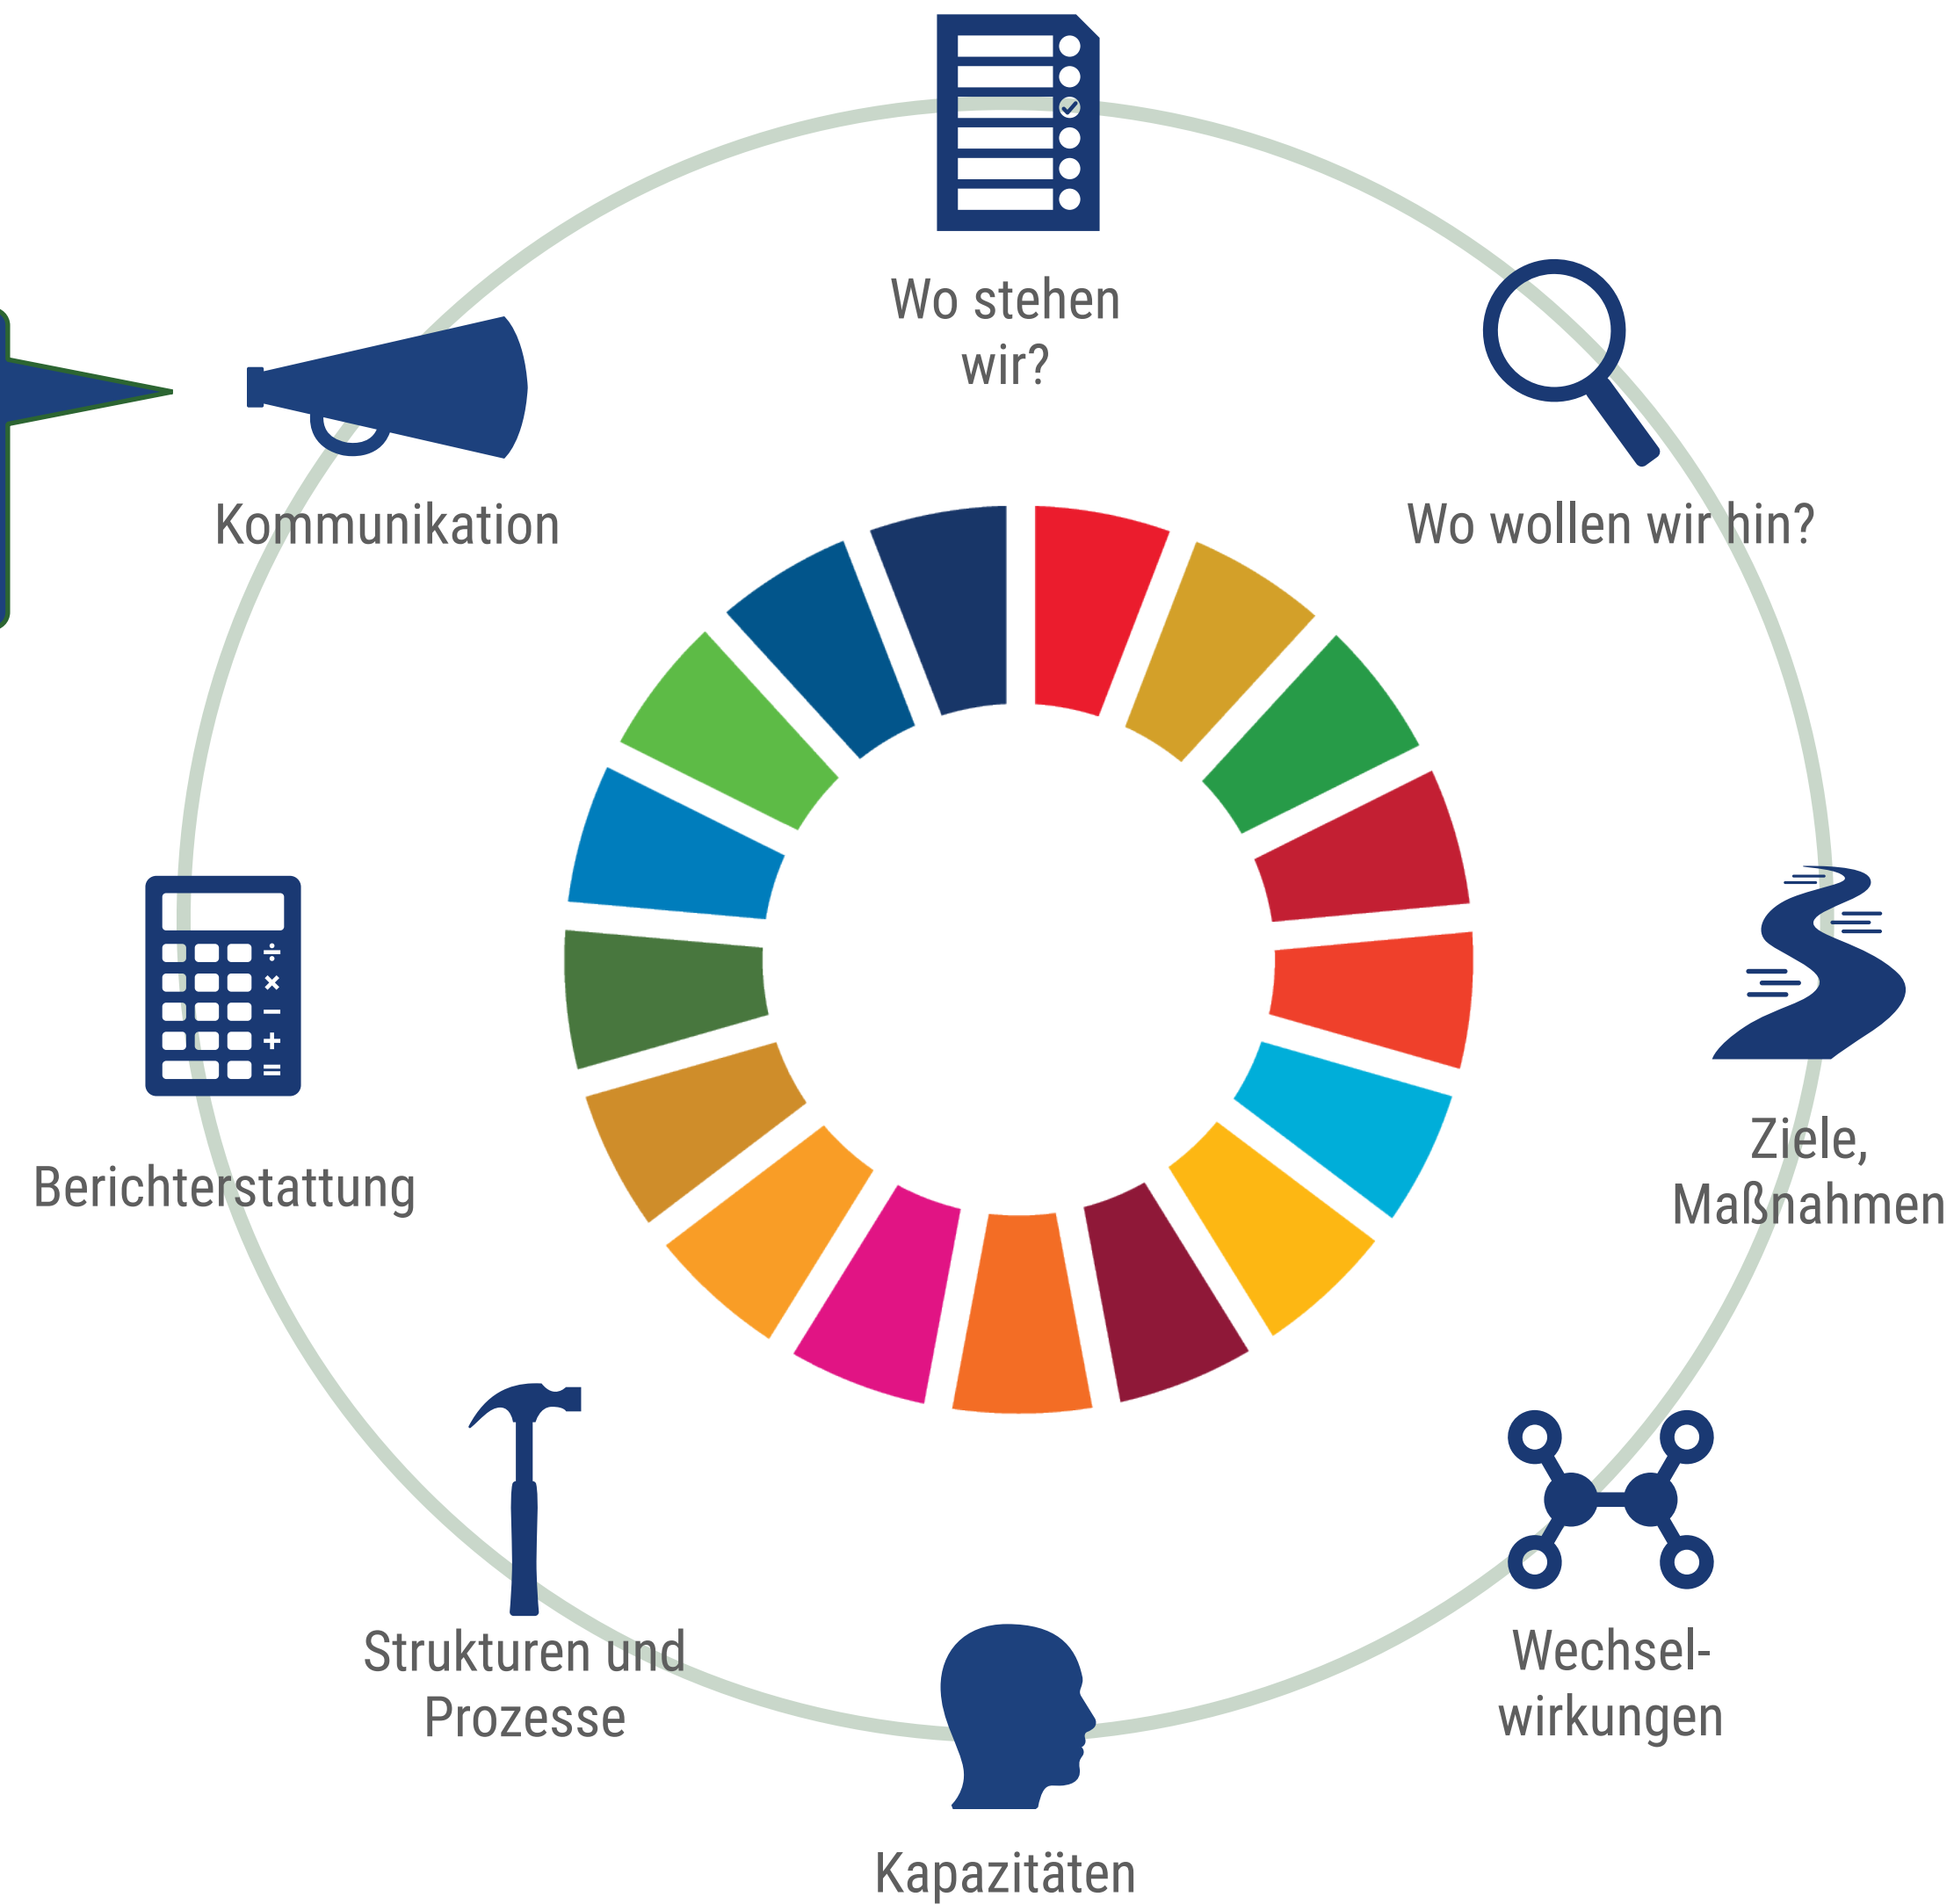 Wo stehen
wir?
Wo wollen wir hin?
Ziele,
Maßnahmen
Wechsel-
wirkungen
Kapazitäten
Strukturen und
Prozesse
Berichterstattung
Kommunikation